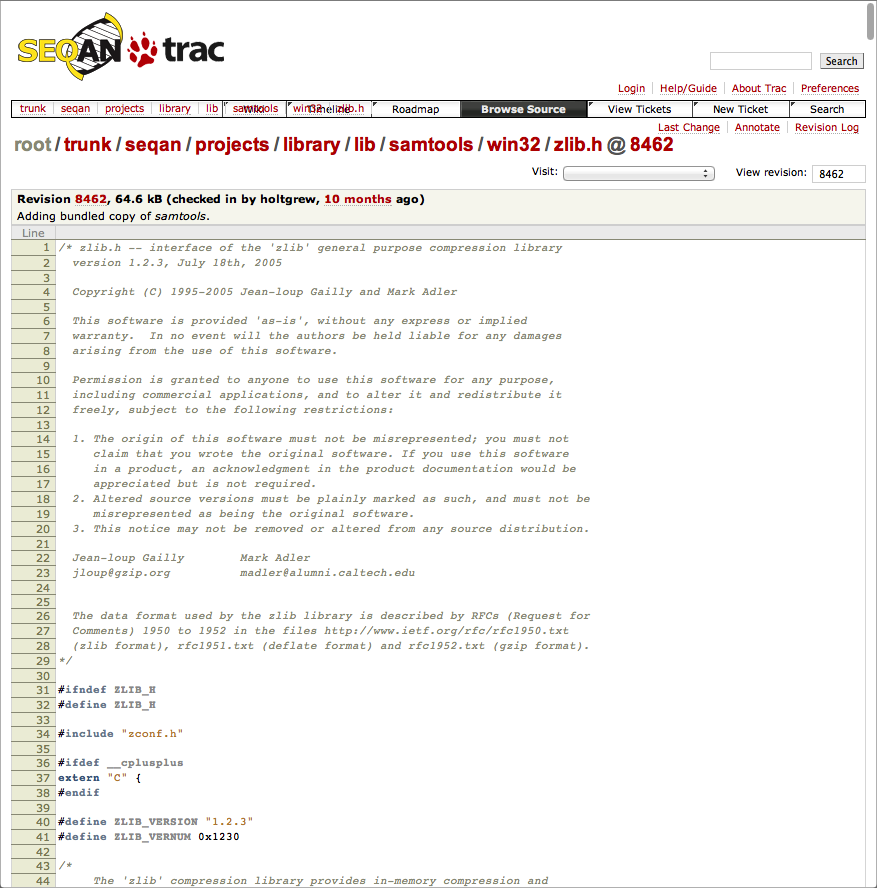 SEQAN trac
Search
Login Help/Guide About Trac Preferences
trunk seqan projects library lib samtools win32 zlib.h
Wiki Timeline Roadmap Browse Source View Tickets New Ticket Search
Last Change Annotate Revision Log
root/trunk/seqan/projects/library/lib/samtools/win32/zlib.h @ 8462
Visit: View revision: 8462
Revision 8462, 64.6 kB (checked in by holtgrew, 10 months ago)
Adding bundled copy of samtools.
Line
1 /* zlib.h -- interface of the 'zlib' general purpose compression library
2 version 1.2.3, July 18th, 2005
3
4 Copyright (C) 1995-2005 Jean-loup Gailly and Mark Adler
5
6 This software is provided 'as-is', without any express or implied
7 warranty. In no event will the authors be held liable for any damages
8 arising from the use of this software.
9
10 Permission is granted to anyone to use this software for any purpose,
11 including commercial applications, and to alter it and redistribute it
12 freely, subject to the following restrictions:
13
14 1. The origin of this software must not be misrepresented; you must not
15 claim that you wrote the original software. If you use this software
16 in a product, an acknowledgment in the product documentation would be
17 appreciated but is not required.
18 2. Altered source versions must be plainly marked as such, and must not be
19 misrepresented as being the original software.
20 3. This notice may not be removed or altered from any source distribution.
21
22 Jean-loup Gailly Mark Adler
23 jloup@gzip.org madler@alumni.caltech.edu
24
25
26 The data format used by the zlib library is described by RFCs (Request for
27 Comments) 1950 to 1952 in the files http://www.ietf.org/rfc/rfc1950.txt
28 (zlib format), rfc1951.txt (deflate format) and rfc1952.txt (gzip format).
29 */
30
31 #ifndef ZLIB_H
32 #define ZLIB_H
33
34 #include "zconf.h"
35
36 #ifdef __cplusplus
37 extern "C" {
38 #endif
39
40 #define ZLIB_VERSION "1.2.3"
41 #define ZLIB_VERNUM 0x1230
42
43 /*
44 The 'zlib' compression library provides in-memory compression and